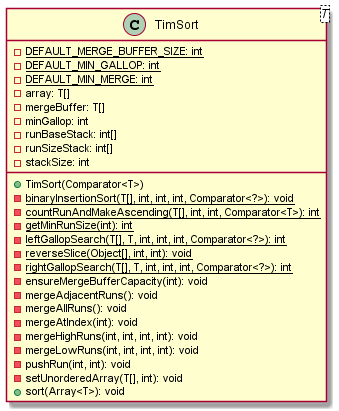 C TimSort T
DEFAULT_MERGE_BUFFER_SIZE: int
DEFAULT_MIN_GALLOP: int
DEFAULT_MIN_MERGE: int
array: T[]
mergeBuffer: T[]
minGallop: int
runBaseStack: int[]
runSizeStack: int[]
stackSize: int
TimSort(Comparator<T>)
binaryInsertionSort(T[], int, int, int, Comparator<?>): void
countRunAndMakeAscending(T[], int, int, Comparator<T>): int
getMinRunSize(int): int
leftGallopSearch(T[], T, int, int, int, Comparator<?>): int
reverseSlice(Object[], int, int): void
rightGallopSearch(T[], T, int, int, int, Comparator<?>): int
ensureMergeBufferCapacity(int): void
mergeAdjacentRuns(): void
mergeAllRuns(): void
mergeAtIndex(int): void
mergeHighRuns(int, int, int, int): void
mergeLowRuns(int, int, int, int): void
pushRun(int, int): void
setUnorderedArray(T[], int): void
sort(Array<T>): void